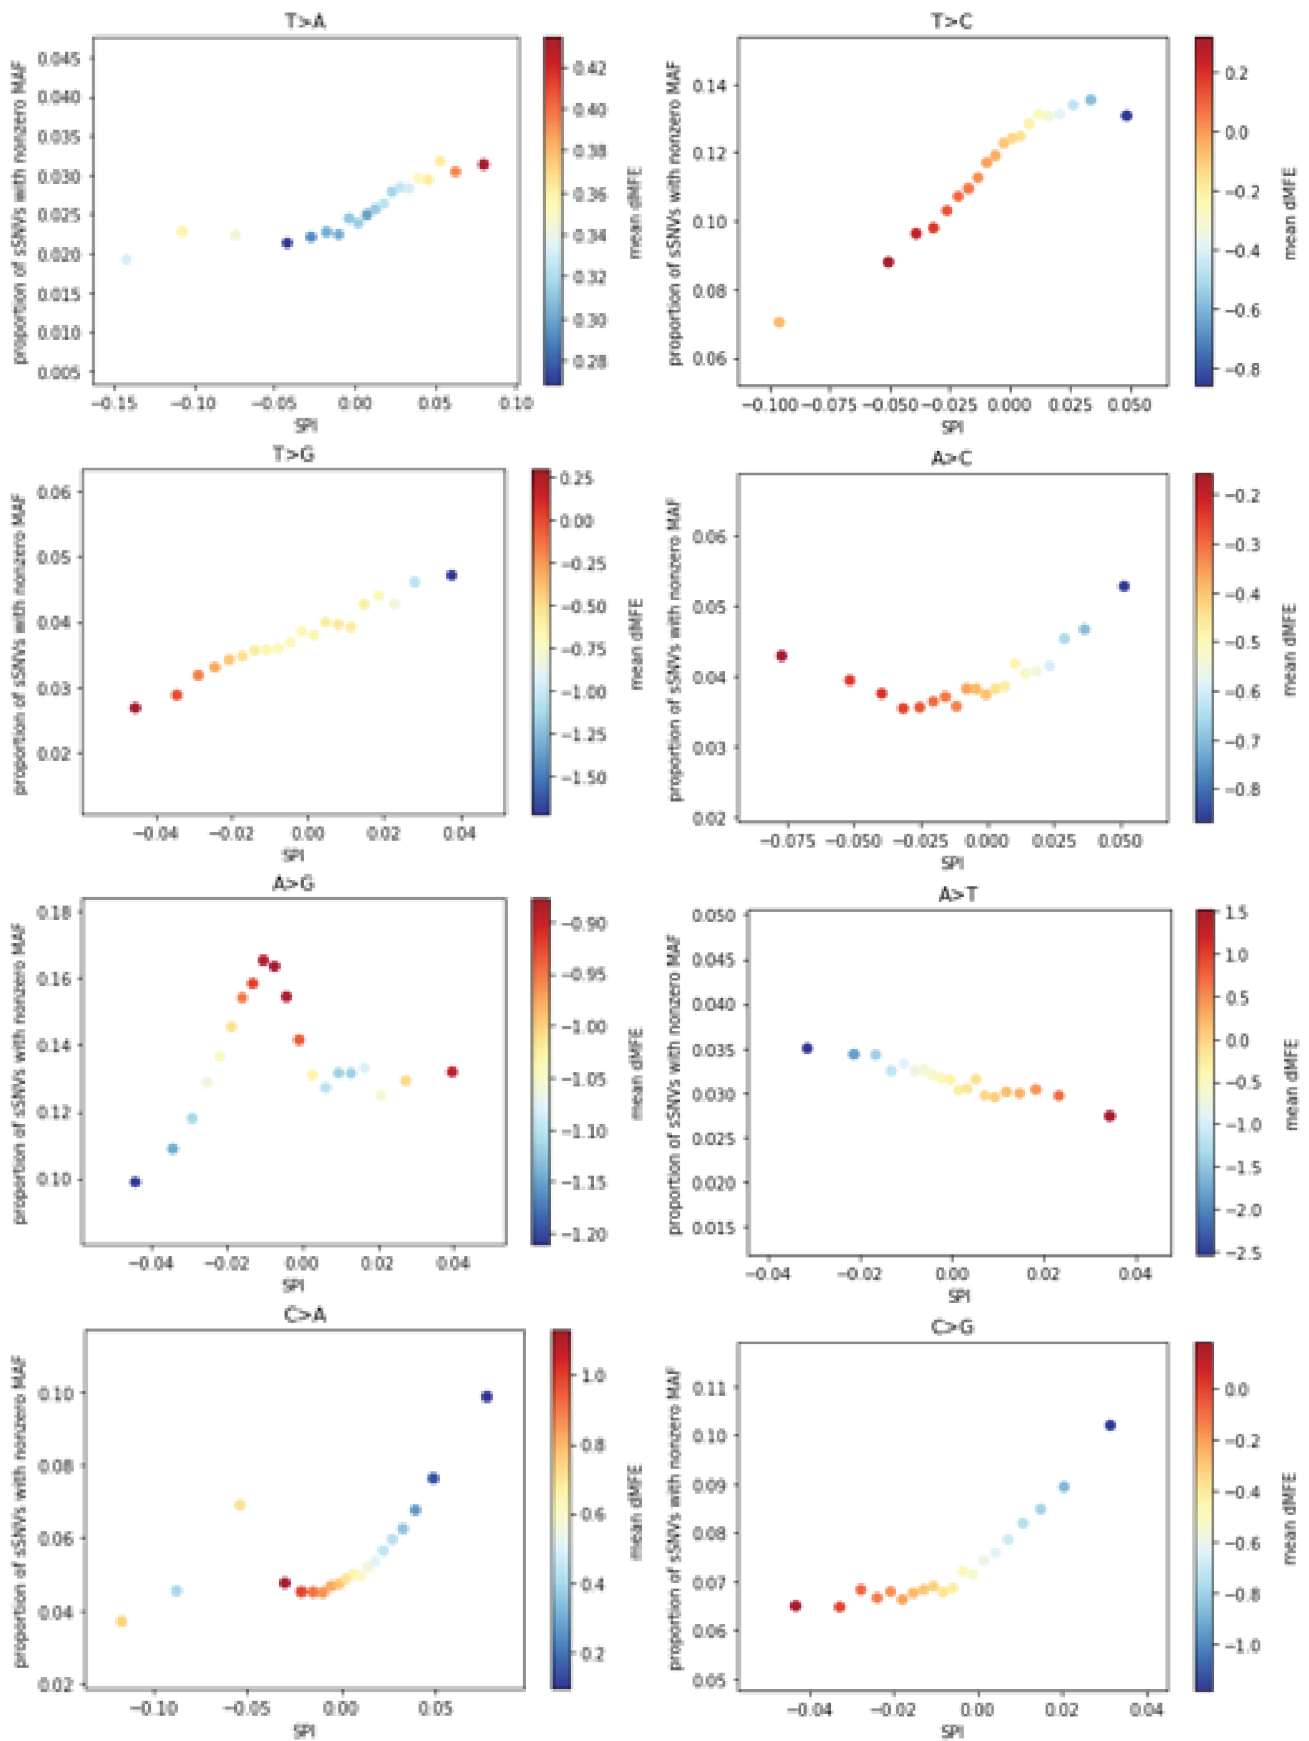 T>A
proportion of sSNVs with nonzero MAF
0.045
0.040
0.035
0.030
0.025
0.020
0.015
0.010
0.005
−0.15 −0.10 −0.05 0.00 0.05 0.10
SPI
0.42
0.40
0.38
0.36
0.34
0.32
0.30
0.28
mean dMFE
T>C
proportion of sSNVs with nonzero MAF
0.14
0.12
0.10
0.08
0.06
−0.100 −0.075 −0.050 −0.025 0.000 0.025 0.050
SPI
0.2
0.0
−0.2
−0.4
−0.6
−0.8
mean dMFE
T>G
proportion of sSNVs with nonzero MAF
0.06
0.05
0.04
0.03
0.02
−0.04 −0.02 0.00 0.02 0.04
SPI
0.25
0.00
−0.25
−0.50
−0.75
−1.00
−1.25
−1.50
mean dMFE
A>C
proportion of sSNVs with nonzero MAF
0.06
0.05
0.04
0.03
0.02
−0.075 −0.050 −0.025 0.000 0.025 0.050
SPI
−0.2
−0.3
−0.4
−0.5
−0.6
−0.7
−0.8
mean dMFE
A>G
proportion of sSNVs with nonzero MAF
0.18
0.16
0.14
0.12
0.10
−0.04 −0.02 0.00 0.02 0.04
SPI
−0.90
−0.95
−1.00
−1.05
−1.10
−1.15
−1.20
mean dMFE
A>T
proportion of sSNVs with nonzero MAF
0.050
0.045
0.040
0.035
0.030
0.025
0.020
0.015
−0.04 −0.02 0.00 0.02 0.04
SPI
1.5
1.0
0.5
0.0
−0.5
−1.0
−1.5
−2.0
−2.5
mean dMFE
C>A
proportion of sSNVs with nonzero MAF
0.10
0.08
0.06
0.04
0.02
−0.10 −0.05 0.00 0.05
SPI
1.0
0.8
0.6
0.4
0.2
mean dMFE
C>G
proportion of sSNVs with nonzero MAF
0.11
0.10
0.09
0.08
0.07
0.06
0.05
−0.04 −0.02 0.00 0.02 0.04
SPI
0.0
−0.2
−0.4
−0.6
−0.8
−1.0
mean dMFE